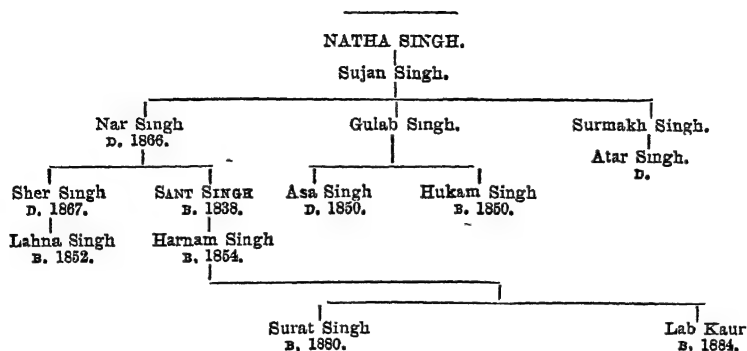 NATHA SINGH.
Sujan Singh.
Nar Singh Gulab Singh. Surmakh Singh.
D. 1866.
Atar Singh.
D.
Sher Singh SANT SINGH Asa Singh Hukam Singh
D. 1867. B. 1838. D. 1850. B. 1850.
Lahna Singh Harnam Singh
B. 1852. B. 1854.
Surat Singh Lab Kaur
B. 1880. B. 1884.